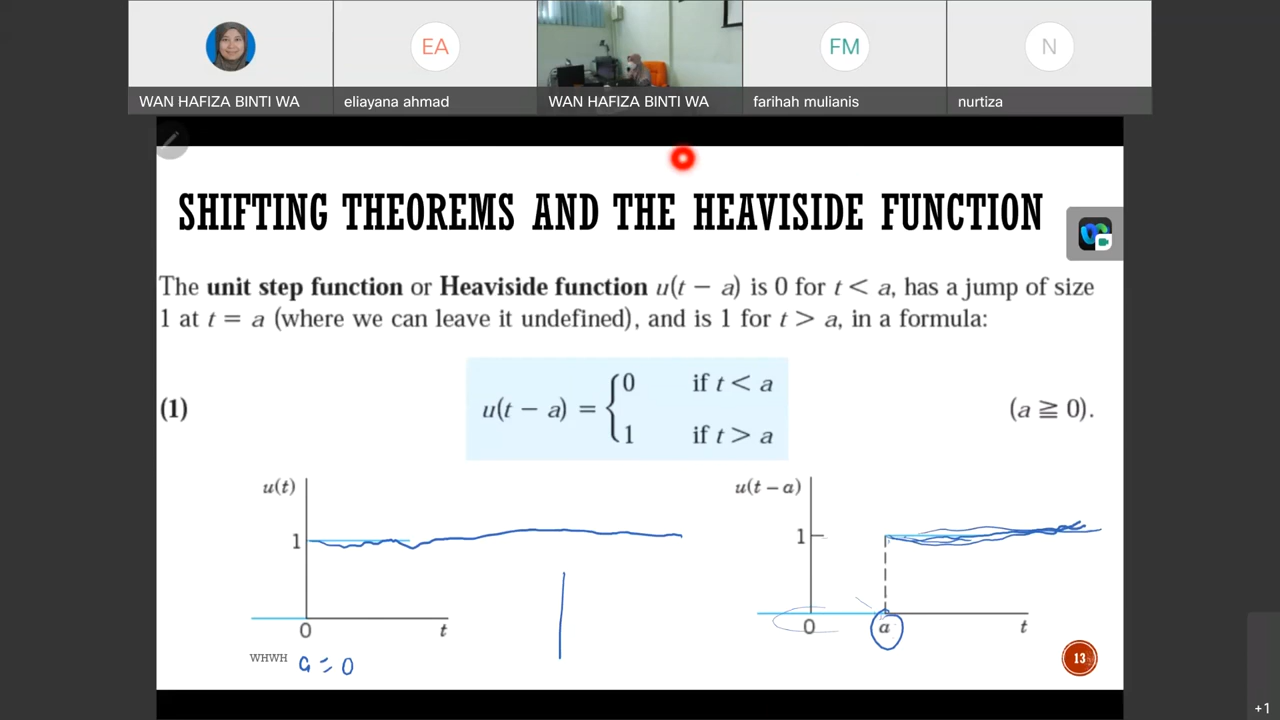 EA
FM
N
WAN HAFIZA BINTI WA
eliayana ahmad
WAN HAFIZA BINTI WA
farihah mulianis
nurtiza
SHIFTING THEOREMS AND THE HEAVISIDE FUNCTION
The unit step function or Heaviside function u(t − a) is 0 for t < a, has a jump of size
1 at t = a (where we can leave it undefined), and is 1 for t > a, in a formula:
(1) u(t − a) = {0 if t < a
1 if t > a
(a ≧ 0).
u(t)
1
0
t
u(t − a)
1
0
a
t
WHWH
a = 0
13
+1